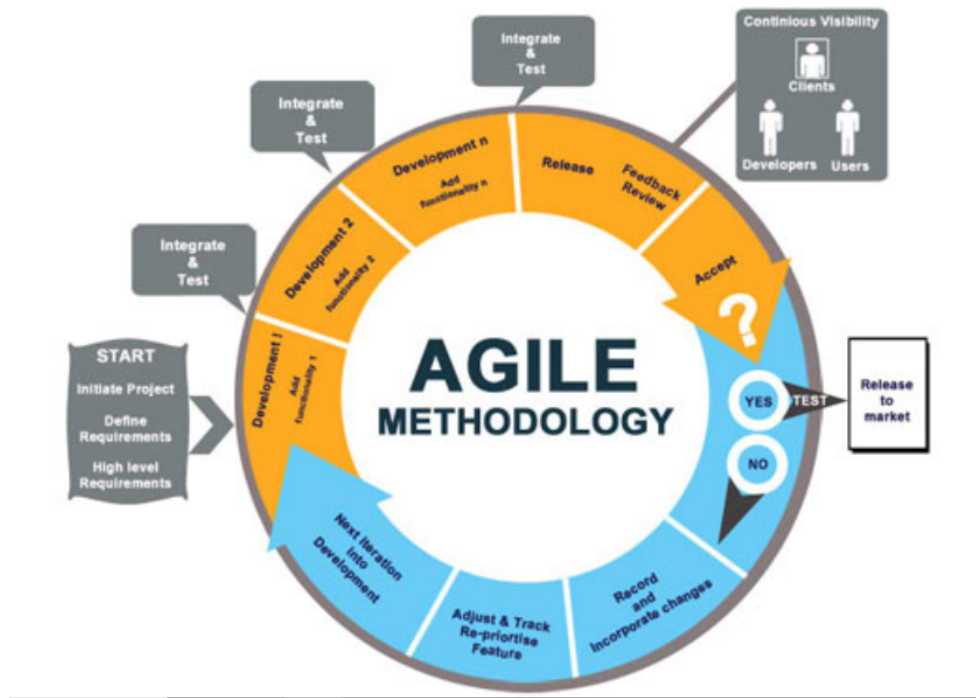 Continious Visibility
Clients
Developers
Users
Integrate
&
Test
Integrate
&
Test
Integrate
&
Test
START
Initiate Project
Define
Requirements
High level
Requirements
Development 1
Add
functionality 1
Development 2
Add
functionality 2
Development n
Add
functionality n
Release
Feedback
Review
Accept
?
YES
TEST
Release
to
market
NO
Record
and
Incorporate changes
Adjust & Track
Re-prioritise
Feature
Next Iteration
into
Development
AGILE
METHODOLOGY